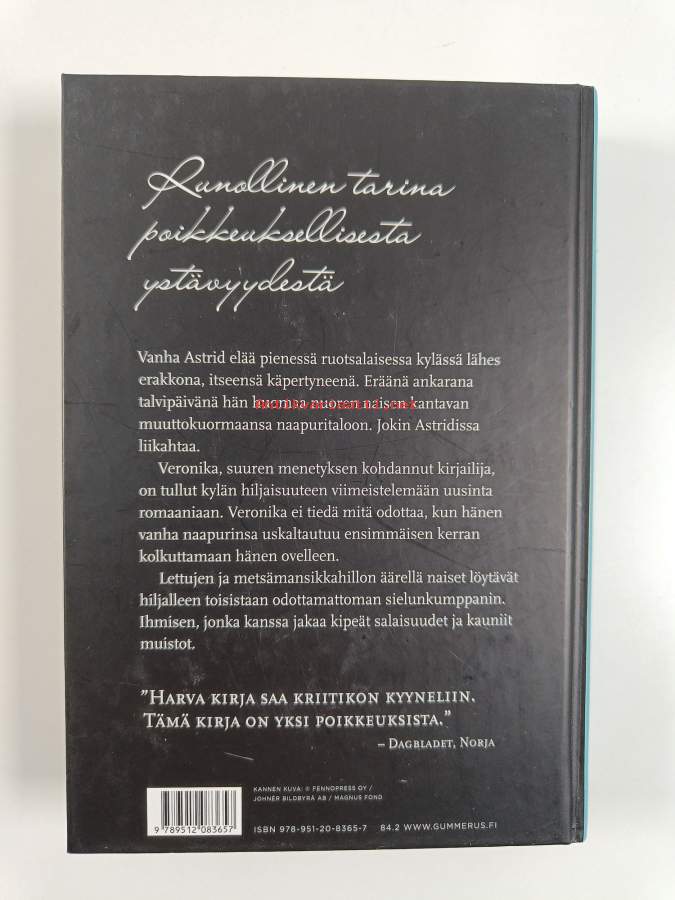 Runollinen tarina
poikkeuksellisesta
ystävyydestä
Vanha Astrid elää pienessä ruotsalaisessa kylässä lähes
erakkona, itseensä käpertyneenä. Eräänä ankarana
talvipäivänä hän huomaa nuoren naisen kantavan
muuttokuormaansa naapuritaloon. Jokin Astridissa
liikahtaa.
Veronika, suuren menetyksen kohdannut kirjailija,
on tullut kylän hiljaisuuteen viimeistelemään uusinta
romaaniaan. Veronika ei tiedä mitä odottaa, kun hänen
vanha naapurinsa uskaltautuu ensimmäisen kerran
kolkuttamaan hänen ovelleen.
Lettujen ja metsämansikkahillon äärellä naiset löytävät
hiljalleen toisistaan odottamattoman sielunkumppanin.
Ihmisen, jonka kanssa jakaa kipeät salaisuudet ja kauniit
muistot.
"Harva kirja saa kriitikon kyyneliin.
Tämä kirja on yksi poikkeuksista."
– Dagbladet, Norja
KANNEN KUVA: © FENNOPRESS OY /
JOHNÉR BILDBYRÅ AB / MAGNUS FOND
9 789512 083657
ISBN 978-951-20-8365-7 84.2 WWW.GUMMERUS.FI